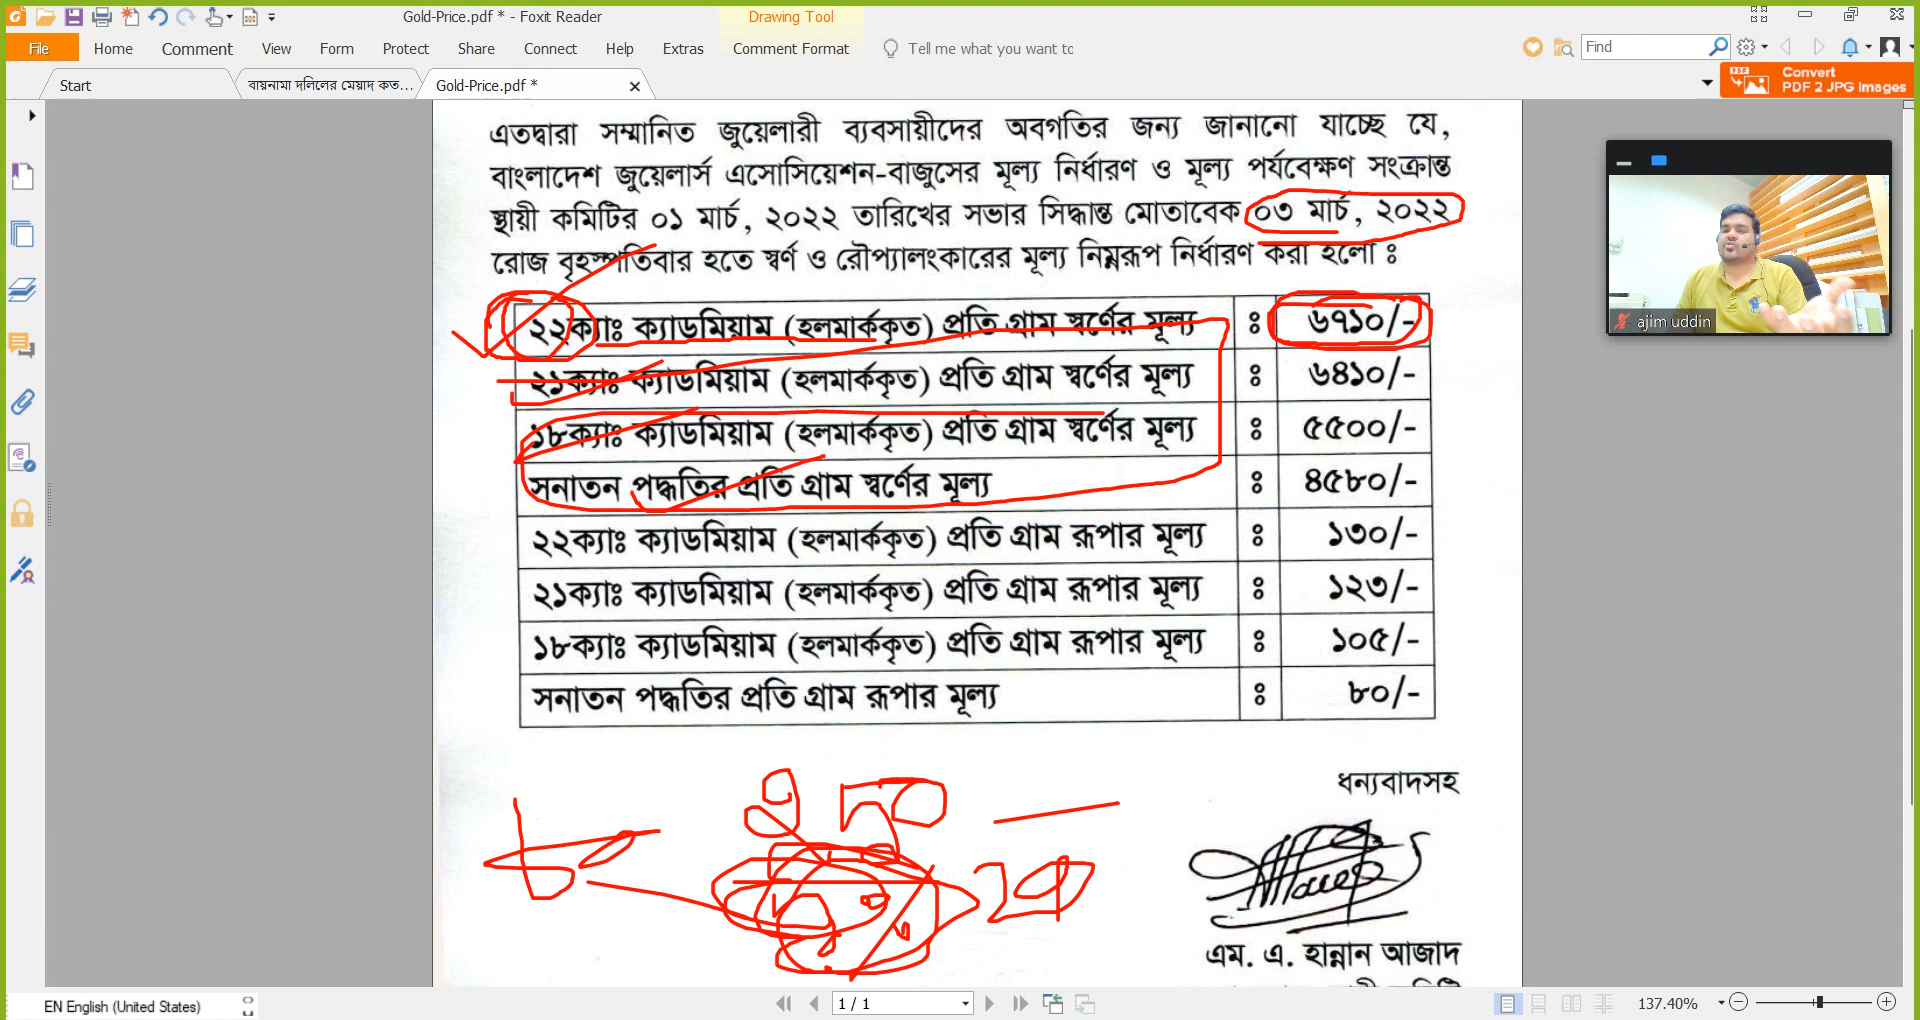 Gold-Price.pdf * - Foxit Reader
Drawing Tool
File Home Comment View Form Protect Share Connect Help Extras Comment Format Tell me what you want to
Find
Start
বায়নামা দলিলের মেয়াদ কত...
Gold-Price.pdf *
Convert
PDF 2 JPG Images
এতদ্বারা সম্মানিত জুয়েলারী ব্যবসায়ীদের অবগতির জন্য জানানো যাচ্ছে যে,
বাংলাদেশ জুয়েলার্স এসোসিয়েশন-বাজুসের মূল্য নির্ধারণ ও মূল্য পর্যবেক্ষণ সংক্রান্ত
স্থায়ী কমিটির ০১ মার্চ, ২০২২ তারিখের সভার সিদ্ধান্ত মোতাবেক ০৩ মার্চ, ২০২২
রোজ বৃহস্পতিবার হতে স্বর্ণ ও রৌপ্যালংকারের মূল্য নিম্নরূপ নির্ধারণ করা হলো ঃ
২২ক্যাঃ ক্যাডমিয়াম (হলমার্ককৃত) প্রতি গ্রাম স্বর্ণের মূল্য ঃ ৬৭১০/-
২১ক্যাঃ ক্যাডমিয়াম (হলমার্ককৃত) প্রতি গ্রাম স্বর্ণের মূল্য ঃ ৬৪১০/-
১৮ক্যাঃ ক্যাডমিয়াম (হলমার্ককৃত) প্রতি গ্রাম স্বর্ণের মূল্য ঃ ৫৫০০/-
সনাতন পদ্ধতির প্রতি গ্রাম স্বর্ণের মূল্য ঃ ৪৫৮০/-
২২ক্যাঃ ক্যাডমিয়াম (হলমার্ককৃত) প্রতি গ্রাম রূপার মূল্য ঃ ১৩০/-
২১ক্যাঃ ক্যাডমিয়াম (হলমার্ককৃত) প্রতি গ্রাম রূপার মূল্য ঃ ১২৩/-
১৮ক্যাঃ ক্যাডমিয়াম (হলমার্ককৃত) প্রতি গ্রাম রূপার মূল্য ঃ ১০৫/-
সনাতন পদ্ধতির প্রতি গ্রাম রূপার মূল্য ঃ ৮০/-
ajim uddin
ধন্যবাদসহ
এম. এ. হান্নান আজাদ
EN English (United States)
1 / 1
137.40%